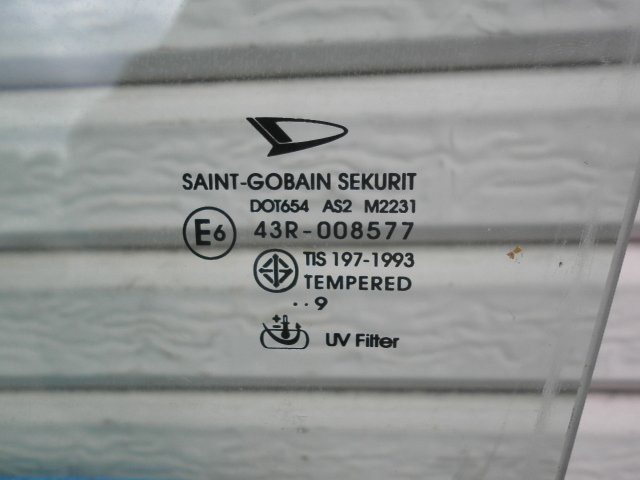 SAINT-GOBAIN SEKURIT
DOT654 AS2 M2231
E6 43R-008577
TIS 197-1993
TEMPERED
..9
UV Filter